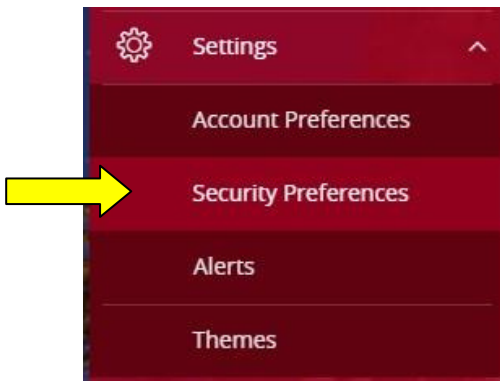 Settings
Account Preferences
Security Preferences
Alerts
Themes